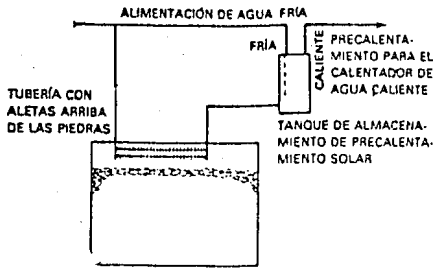 ALIMENTACIÓN DE AGUA FRÍA
FRÍA
CALIENTE
PRECALENTA-
MIENTO PARA EL
CALENTADOR DE
AGUA CALIENTE
TUBERÍA CON
ALETAS ARRIBA
DE LAS PIEDRAS
TANQUE DE ALMACENA-
MIENTO DE PRECALENTA-
MIENTO SOLAR